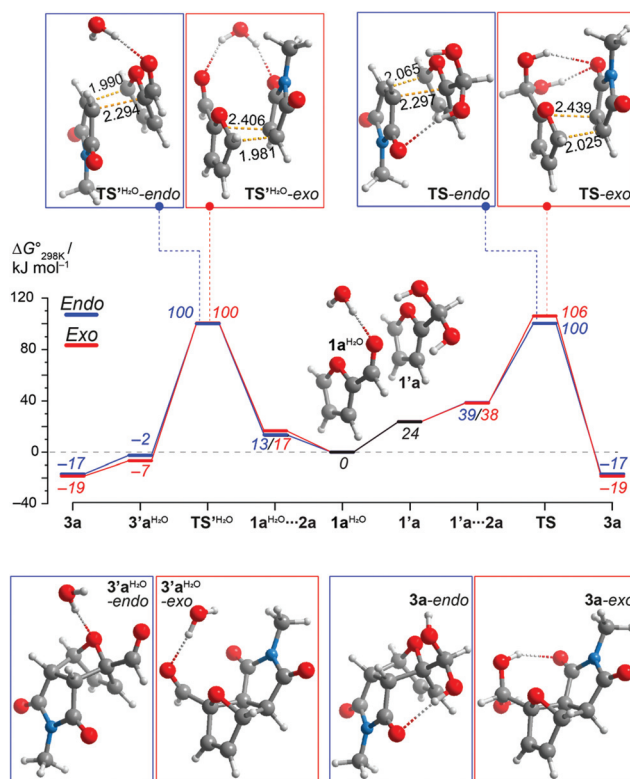 1.990
2.294
TS'H₂O-endo
2.406
1.981
TS'H₂O-exo
2.065
2.297
TS-endo
2.439
2.025
TS-exo
ΔG°298K /
kJ mol⁻¹
120
80
40
0
−40
Endo
Exo
100 100
106
100
1aH₂O
1'a
−2
−7
−17
−19
13/17
0
24
39/38
−17
−19
3a 3'aH₂O TS'H₂O 1aH₂O···2a 1aH₂O 1'a 1'a···2a TS 3a
3'aH₂O
-endo
3'aH₂O
-exo
3a-endo
3a-exo